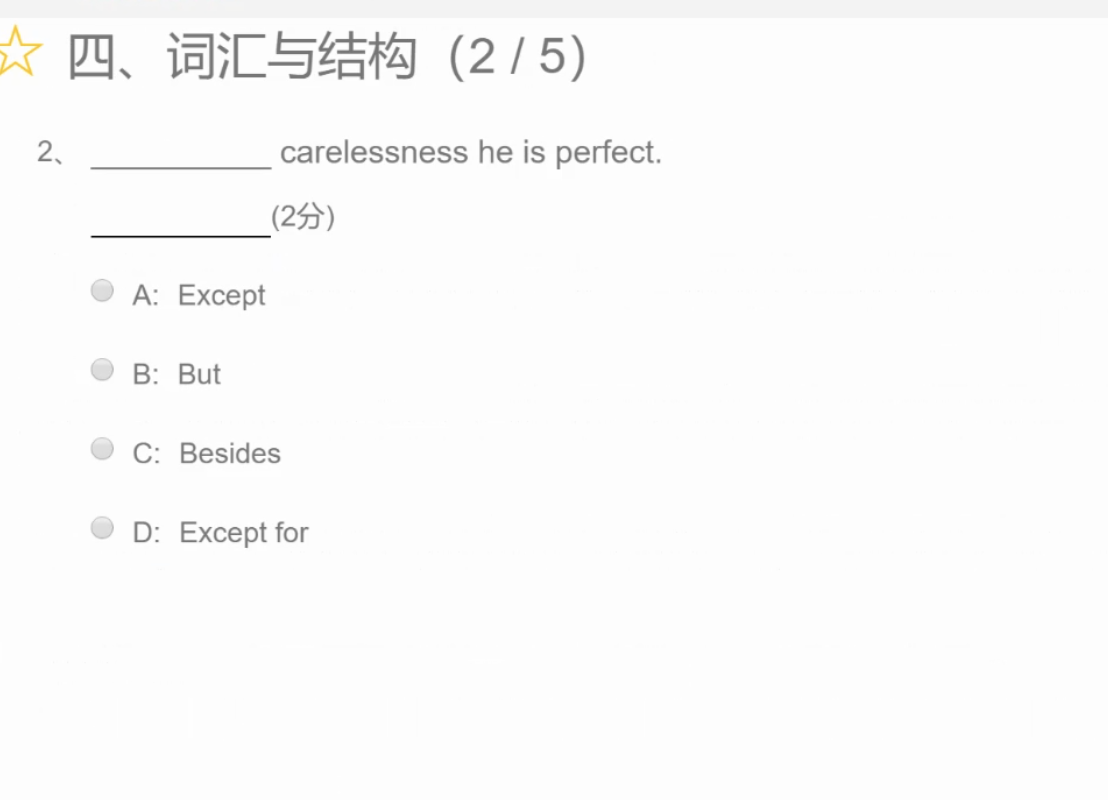 四、词汇与结构（2 / 5）
2、 ___________ carelessness he is perfect.
___________(2分)
A: Except
B: But
C: Besides
D: Except for